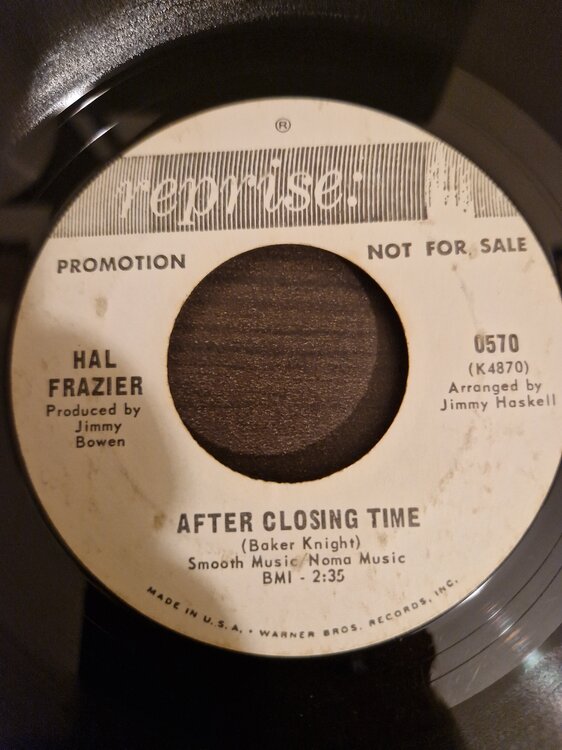 ®
reprise:
PROMOTION
NOT FOR SALE
HAL
FRAZIER
Produced by
Jimmy
Bowen
0570
(K4870)
Arranged by
Jimmy Haskell
AFTER CLOSING TIME
(Baker Knight)
Smooth Music/Noma Music
BMI - 2:35
MADE IN U.S.A. • WARNER BROS. RECORDS, INC.